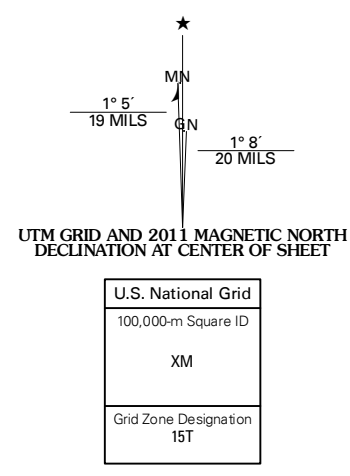 ★
MN
1° 5´
19 MILS
GN
1° 8´
20 MILS
UTM GRID AND 2011 MAGNETIC NORTH
DECLINATION AT CENTER OF SHEET
U.S. National Grid
100,000-m Square ID
XM
Grid Zone Designation
15T